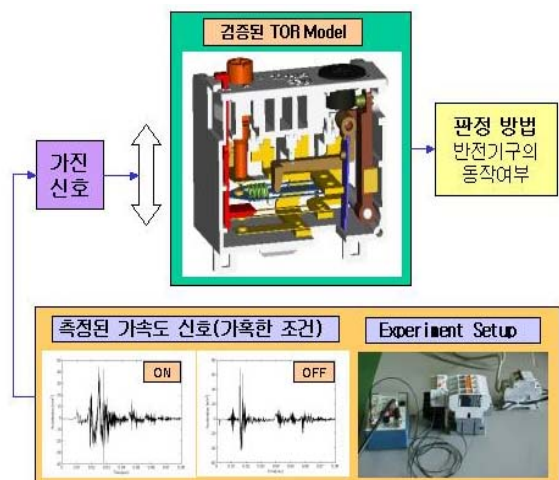 검증된 TOR Model
가진
신호
판정 방법
반전기구의
동작여부
측정된 가속도 신호(가혹한 조건)
Experiment Setup
ON
OFF